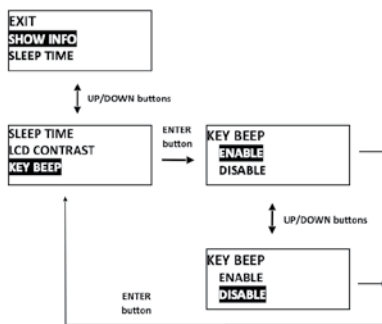 EXIT
SHOW INFO
SLEEP TIME
UP/DOWN buttons
SLEEP TIME
LCD CONTRAST
KEY BEEP
ENTER
button
KEY BEEP
ENABLE
DISABLE
UP/DOWN buttons
KEY BEEP
ENABLE
DISABLE
ENTER
button